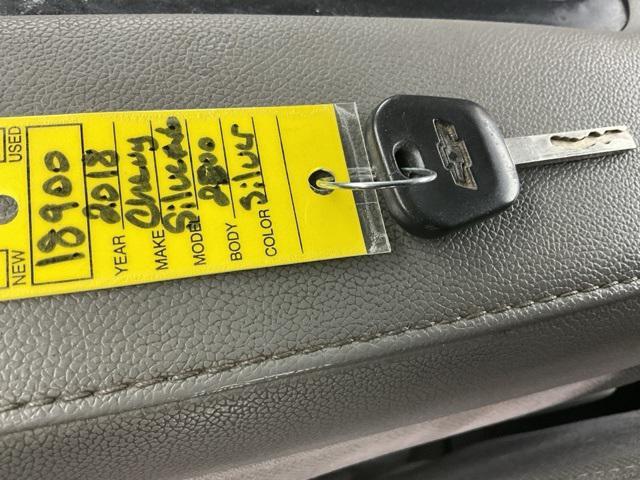 USED
NEW
18900
YEAR 2018
MAKE Chevy
MODEL Silverado
BODY 2500
COLOR Silver